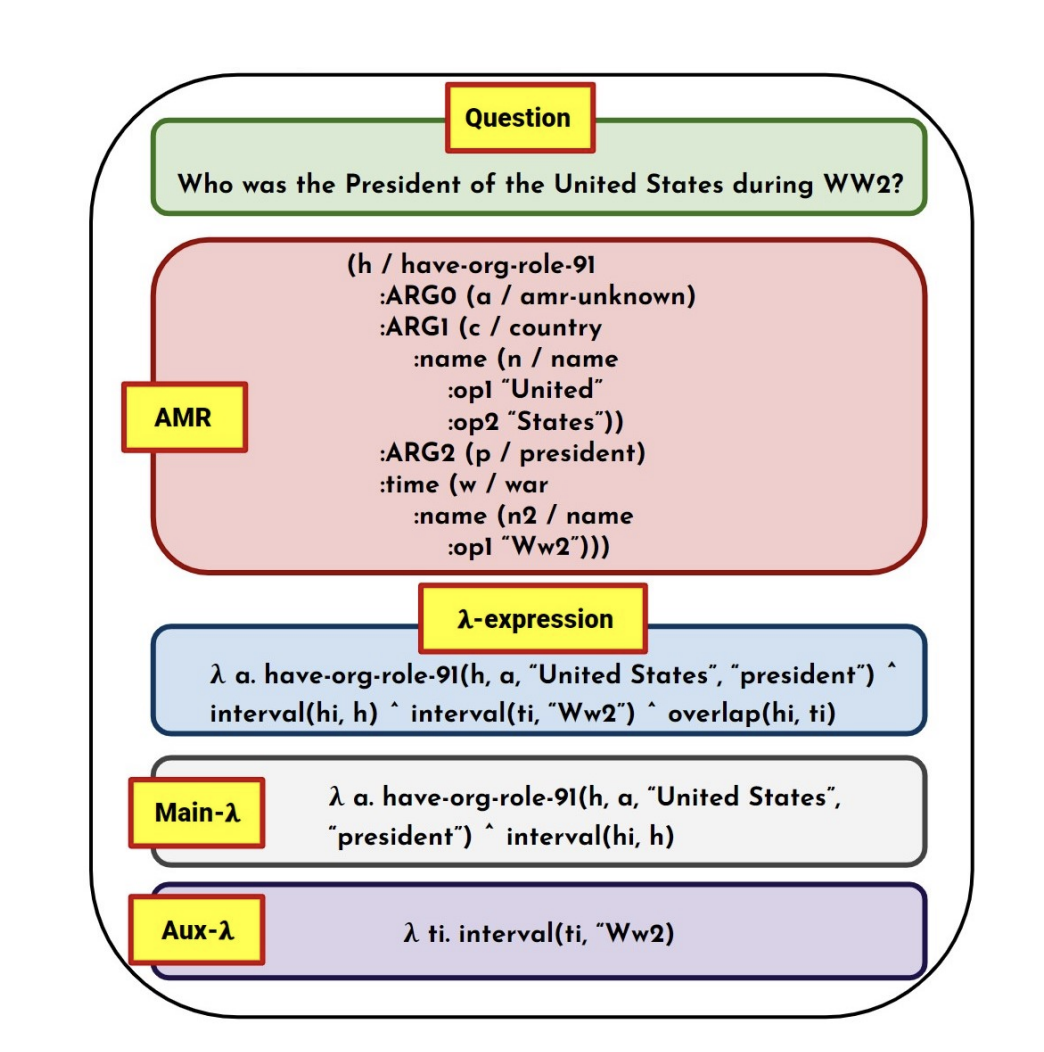 Question
Who was the President of the United States during WW2?
AMR
(h / have-org-role-91
:ARG0 (a / amr-unknown)
:ARG1 (c / country
:name (n / name
:op1 “United”
:op2 “States”))
:ARG2 (p / president)
:time (w / war
:name (n2 / name
:op1 “Ww2”)))
λ-expression
λ a. have-org-role-91(h, a, “United States”, “president”) ^
interval(hi, h) ^ interval(ti, “Ww2”) ^ overlap(hi, ti)
Main-λ
λ a. have-org-role-91(h, a, “United States”,
“president”) ^ interval(hi, h)
Aux-λ
λ ti. interval(ti, “Ww2)